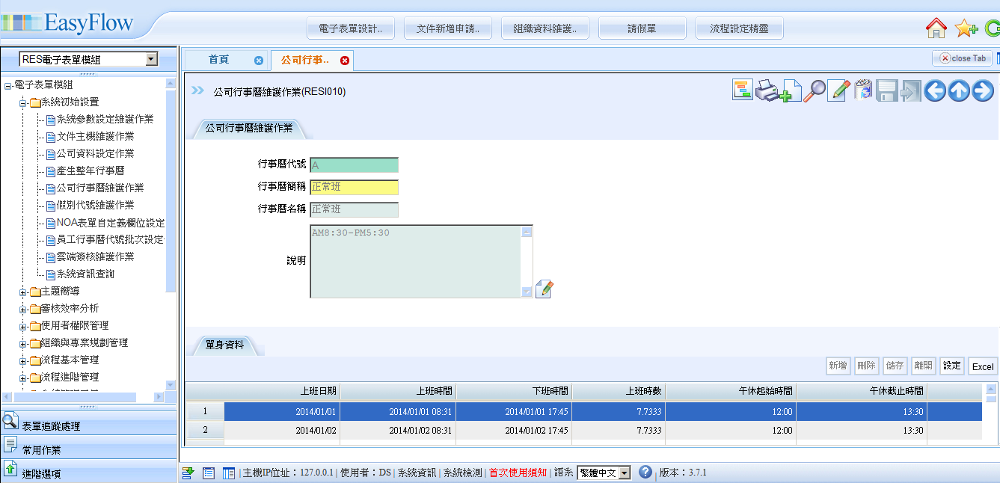 EasyFlow
電子表單設計..
文件新增申請..
組織資料維護..
請假單
流程設定精靈
RES電子表單模組
首頁
公司行事..
close Tab
電子表單模組
系統初始設置
系統參數設定維護作業
文件主機維護作業
公司資料設定作業
產生整年行事曆
公司行事曆維護作業
假別代號維護作業
NOA表單自定義欄位設定
員工行事曆代號批次設定
雲端簽核維護作業
系統資訊查詢
主題嚮導
審核效率分析
使用者權限管理
組織與專案規劃管理
流程基本管理
流程進階管理
表單追蹤處理
常用作業
進階選項
公司行事曆維護作業(RESI010)
公司行事曆維護作業
行事曆代號 A
行事曆簡稱 正常班
行事曆名稱 正常班
說明 AM8:30-PM5:30
單身資料
新增 刪除 儲存 離開 設定 Excel
上班日期 上班時間 下班時間 上班時數 午休起始時間 午休截止時間
1 2014/01/01 2014/01/01 08:31 2014/01/01 17:45 7.7333 12:00 13:30
2 2014/01/02 2014/01/02 08:31 2014/01/02 17:45 7.7333 12:00 13:30
|主機IP位址：127.0.0.1|使用者：DS|系統資訊|系統檢測|首次使用須知|語系 繁體中文 |版本：3.7.1